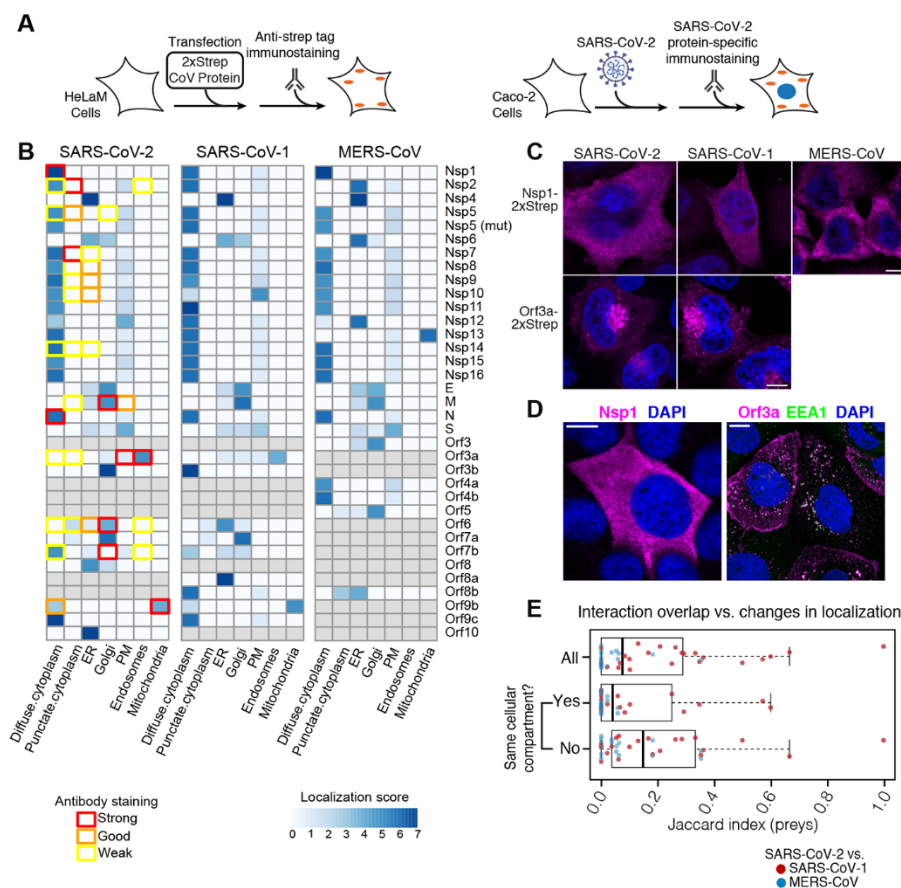 A
HeLaM
Cells
Transfection
2xStrep
CoV Protein
Anti-strep tag
immunostaining
Caco-2
Cells
SARS-CoV-2
SARS-CoV-2
protein-specific
immunostaining
B
SARS-CoV-2
SARS-CoV-1
MERS-CoV
Nsp1
Nsp2
Nsp4
Nsp5
Nsp5 (mut)
Nsp6
Nsp7
Nsp8
Nsp9
Nsp10
Nsp11
Nsp12
Nsp13
Nsp14
Nsp15
Nsp16
E
M
N
S
Orf3
Orf3a
Orf3b
Orf4a
Orf4b
Orf5
Orf6
Orf7a
Orf7b
Orf8
Orf8a
Orf8b
Orf9b
Orf9c
Orf10
Diffuse.cytoplasm
Punctate.cytoplasm
ER
Golgi
PM
Endosomes
Mitochondria
Diffuse.cytoplasm
Punctate.cytoplasm
ER
Golgi
PM
Endosomes
Mitochondria
Diffuse.cytoplasm
Punctate.cytoplasm
ER
Golgi
PM
Endosomes
Mitochondria
Antibody staining
Strong
Good
Weak
Localization score
0 1 2 3 4 5 6 7
C
SARS-CoV-2
SARS-CoV-1
MERS-CoV
Nsp1-
2xStrep
Orf3a-
2xStrep
D
Nsp1 DAPI
Orf3a EEA1 DAPI
E
Interaction overlap vs. changes in localization
Same cellular
compartment?
All
Yes
No
0.0
0.2
0.4
0.6
0.8
1.0
Jaccard index (preys)
SARS-CoV-2 vs.
SARS-CoV-1
MERS-CoV